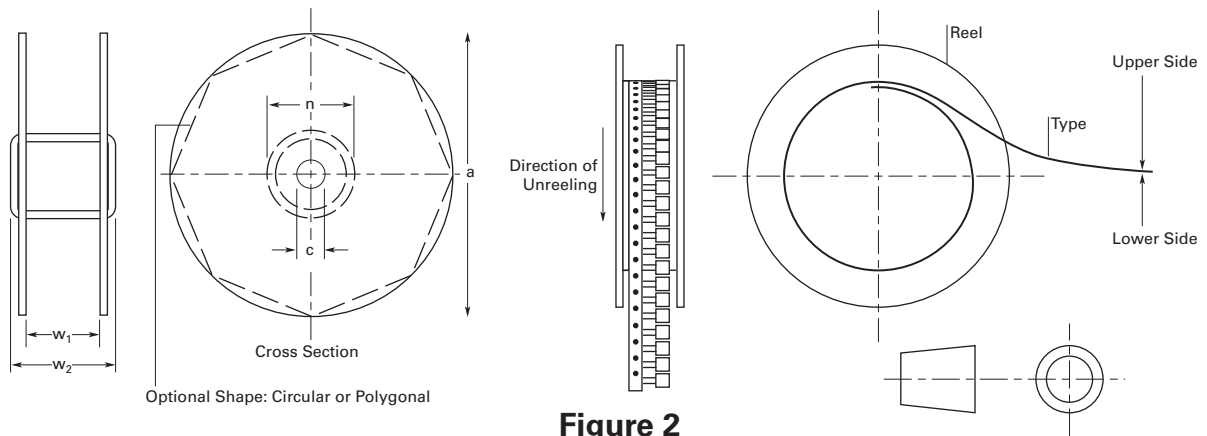 n
a
c
w1
w2
Cross Section
Optional Shape: Circular or Polygonal
Direction of
Unreeling
Reel
Type
Upper Side
Lower Side
Figure 2